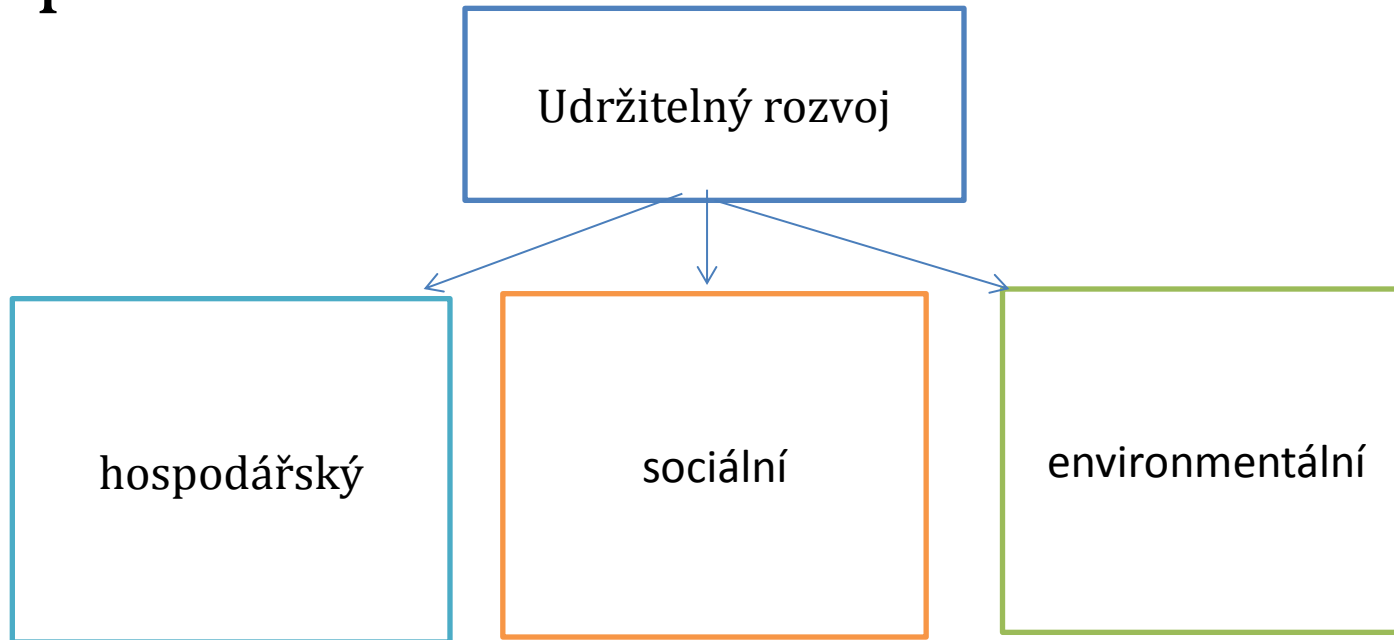 Udržitelný rozvoj
hospodářský
sociální
environmentální